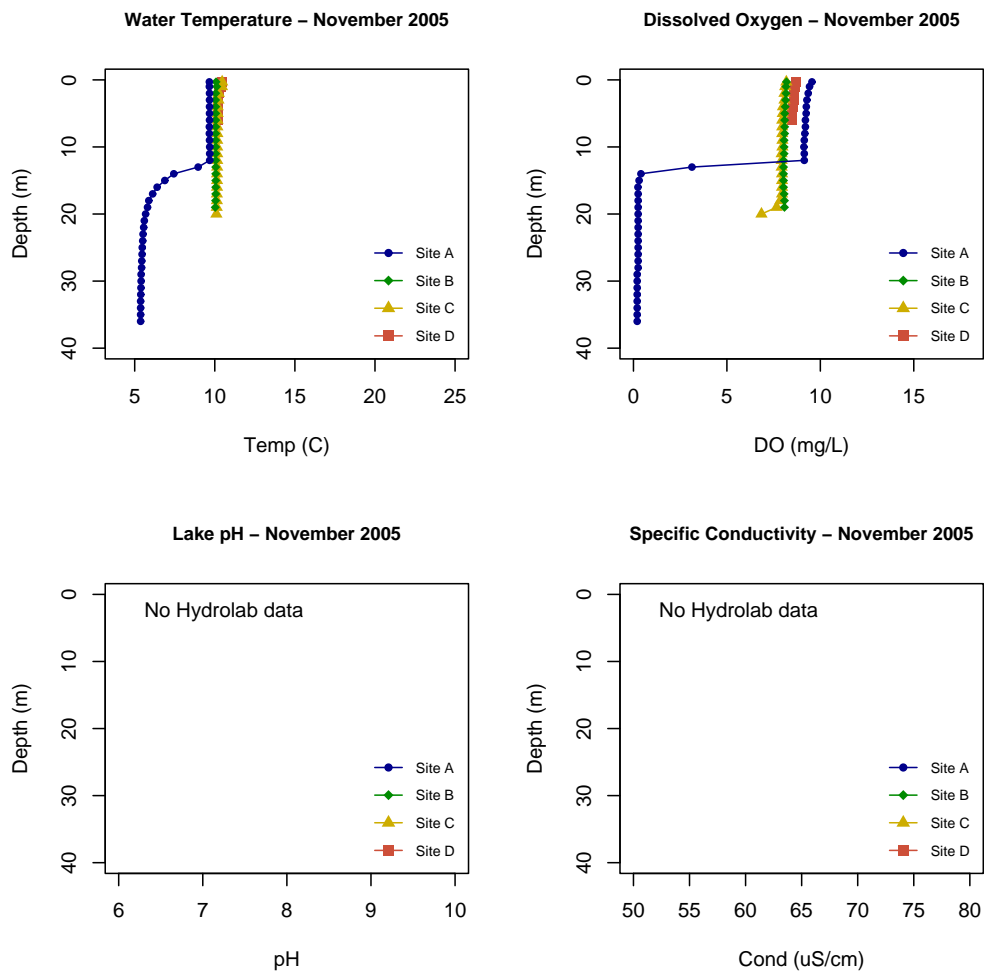 Water Temperature – November 2005
0
10
20
30
40
Depth (m)
Site A
Site B
Site C
Site D
5 10 15 20 25
Temp (C)
Dissolved Oxygen – November 2005
0
10
20
30
40
Depth (m)
Site A
Site B
Site C
Site D
0 5 10 15
DO (mg/L)
Lake pH – November 2005
No Hydrolab data
0
10
20
30
40
Depth (m)
Site A
Site B
Site C
Site D
6 7 8 9 10
pH
Specific Conductivity – November 2005
No Hydrolab data
0
10
20
30
40
Depth (m)
Site A
Site B
Site C
Site D
50 55 60 65 70 75 80
Cond (uS/cm)